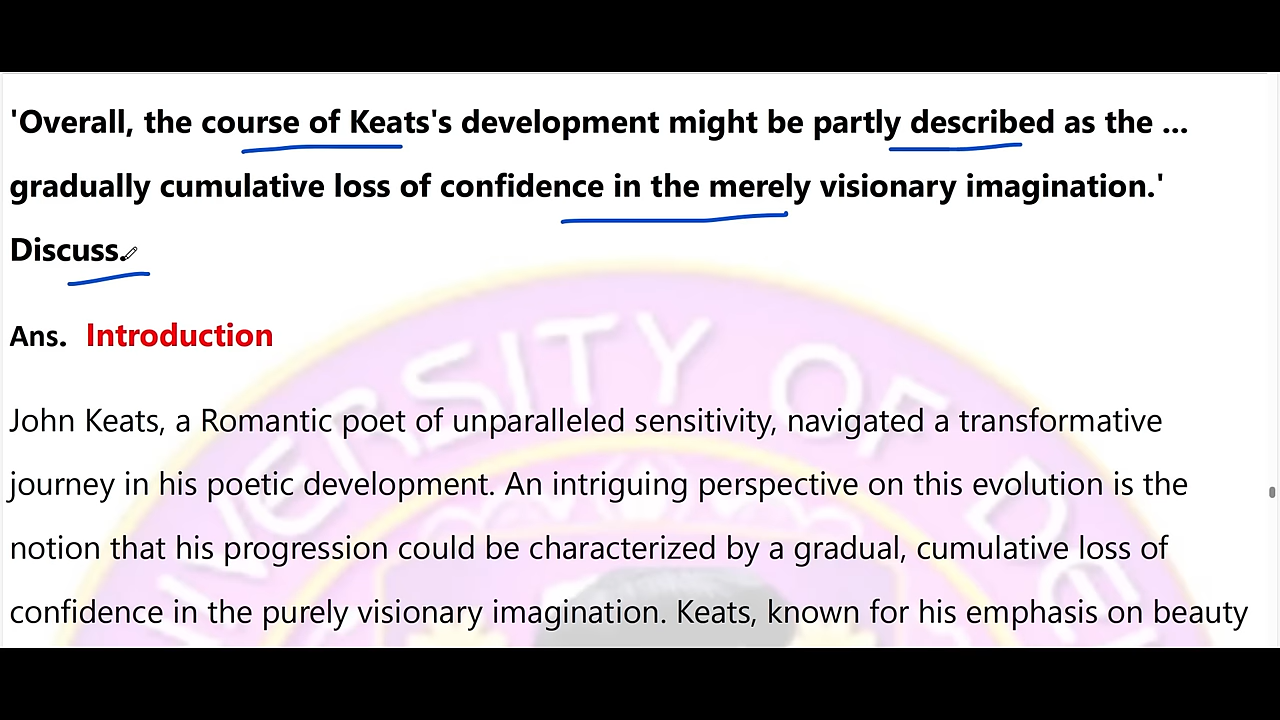 'Overall, the course of Keats's development might be partly described as the ...
gradually cumulative loss of confidence in the merely visionary imagination.'
Discuss.
Ans. Introduction
John Keats, a Romantic poet of unparalleled sensitivity, navigated a transformative
journey in his poetic development. An intriguing perspective on this evolution is the
notion that his progression could be characterized by a gradual, cumulative loss of
confidence in the purely visionary imagination. Keats, known for his emphasis on beauty
IVERSITY OF DE